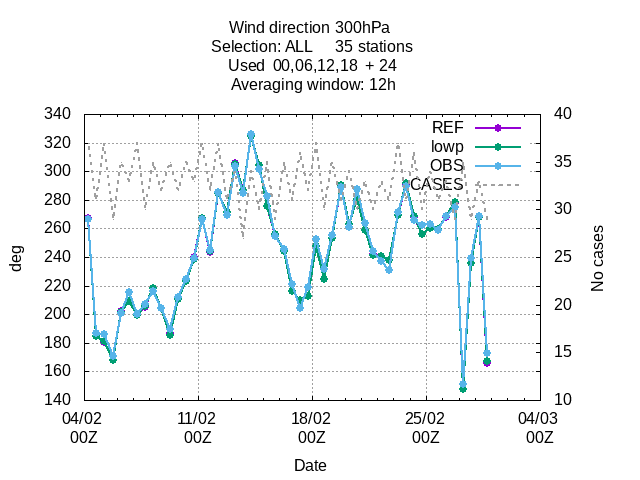 Wind direction 300hPa
Selection: ALL 35 stations
Used 00,06,12,18 + 24
Averaging window: 12h
340 40
320 35
300
280 30
260
240 25
220
200 20
180 15
160
140 10
REF
lowp
OBS
CASES
deg
No cases
04/02 11/02 18/02 25/02 04/03
00Z 00Z 00Z 00Z 00Z
Date